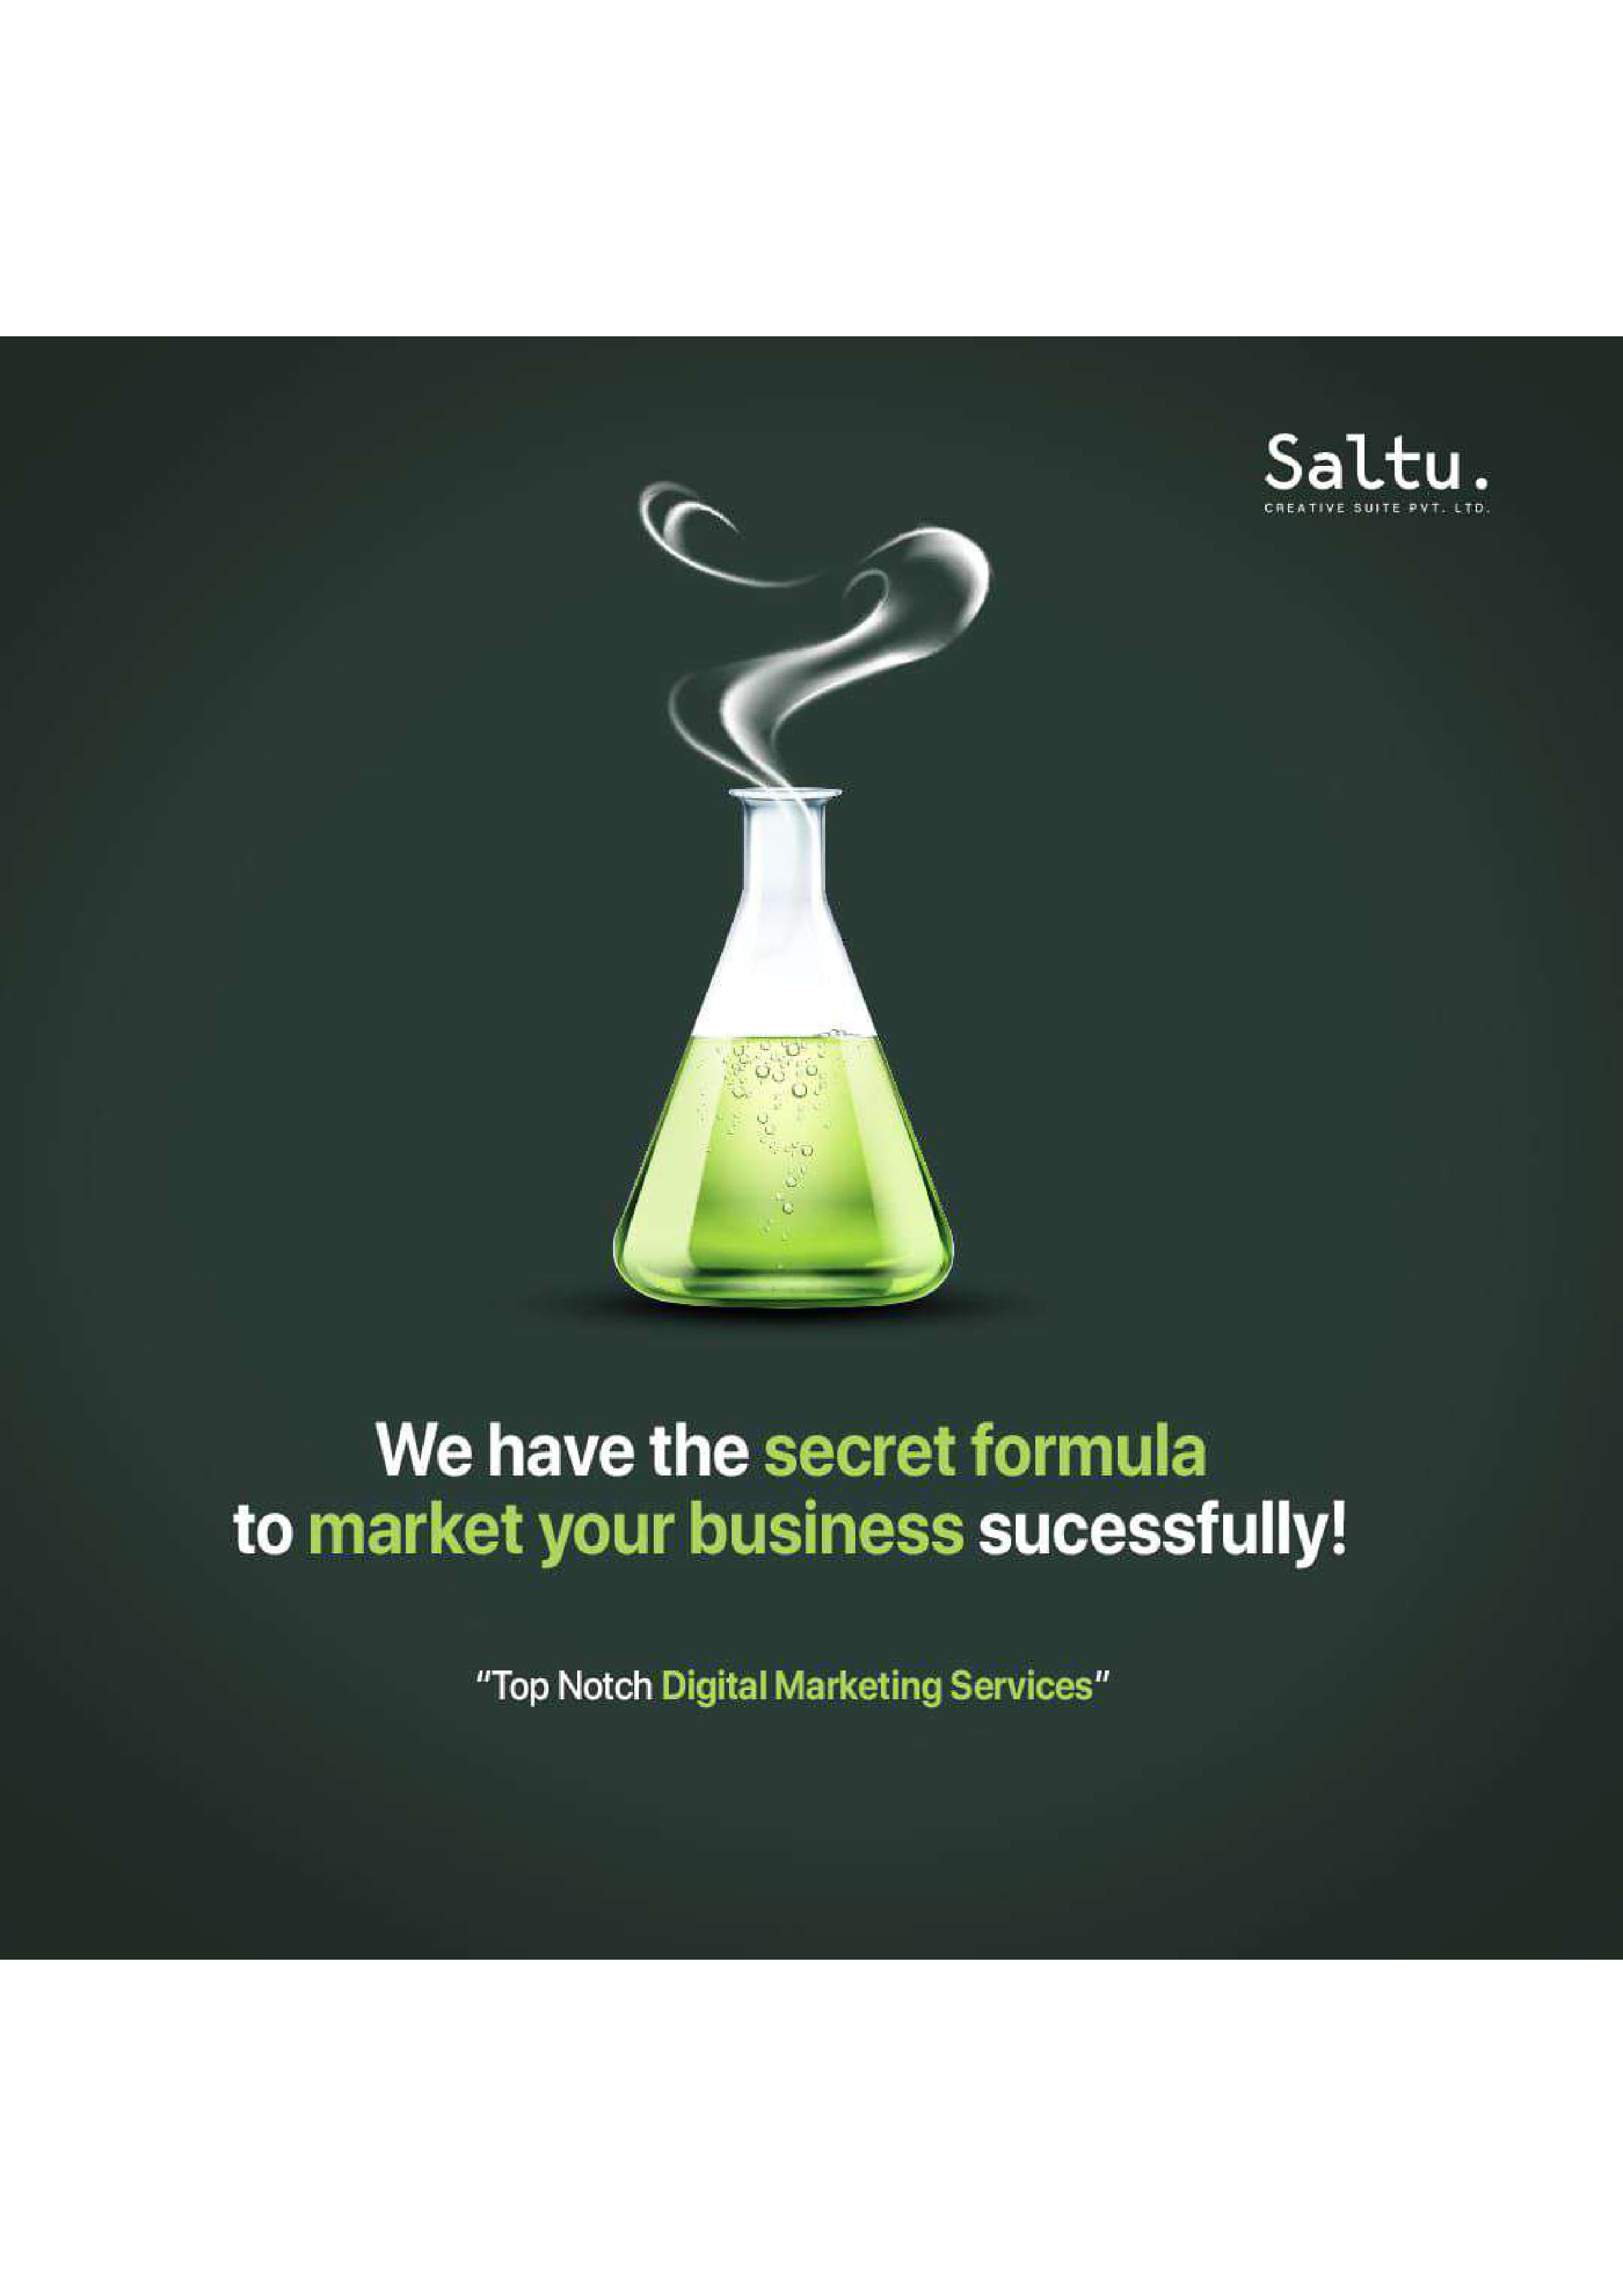 Saltu.
CREATIVE SUITE PVT. LTD.
We have the secret formula
to market your business sucessfully!
"Top Notch Digital Marketing Services"